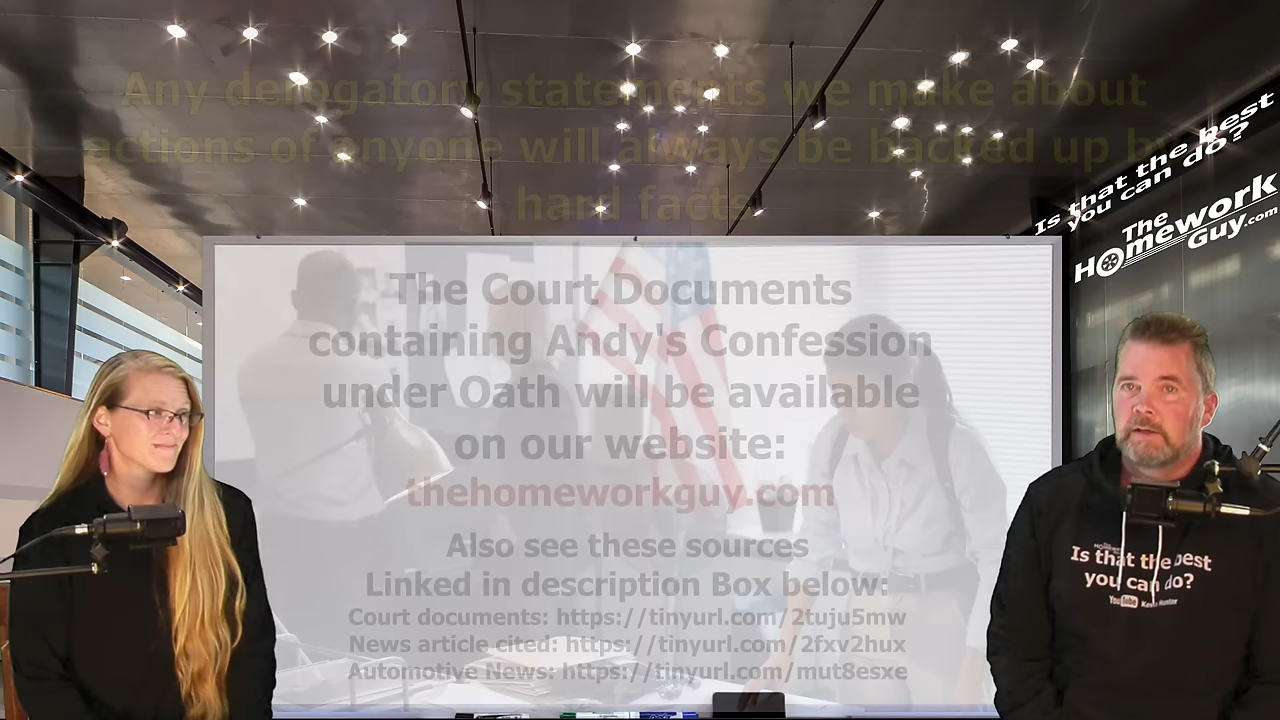 Any derogatory statements we make about
actions of anyone will always be backed up by
hard facts
Is that the best
you can do?
The
Homework
Guy.com
The Court Documents
containing Andy's Confession
under Oath will be available
on our website:
thehomeworkguy.com
Also see these sources
Linked in description Box below:
Court documents: https://tinyurl.com/2tuju5mw
News article cited: https://tinyurl.com/2fxv2hux
Automotive News: https://tinyurl.com/mut8esxe
Is that the best
you can do?
YouTube Kevin Hunter